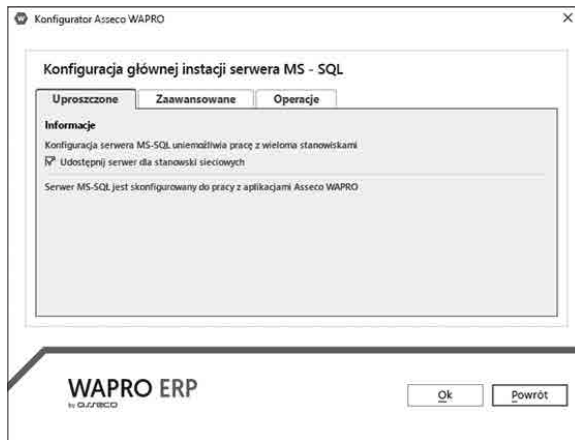 Konfigurator Asseco WAPRO
Konfiguracja głównej instacji serwera MS - SQL
Uproszczone Zaawansowane Operacje
Informacje
Konfiguracja serwera MS-SQL uniemożliwia pracę z wieloma stanowiskami
Udostępnij serwer dla stanowski sieciowych
Serwer MS-SQL jest skonfigurowany do pracy z aplikacjami Asseco WAPRO
WAPRO ERP
by asseco
Ok Powrót